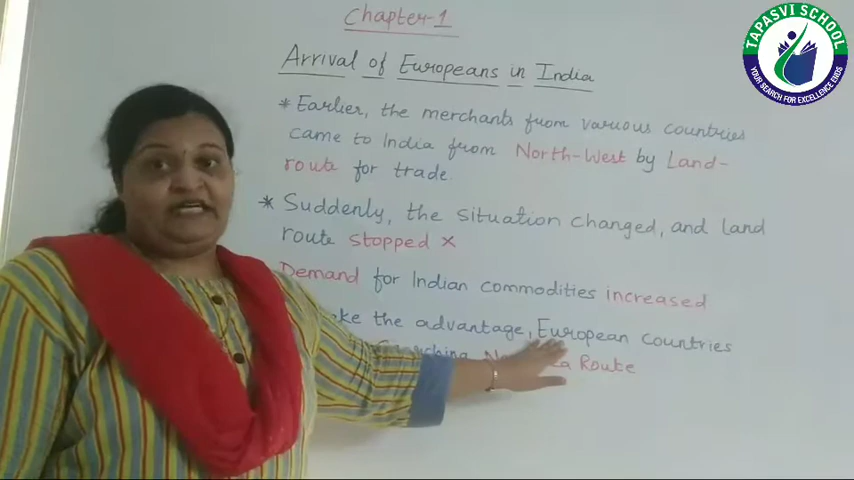 Chapter-1
Arrival of Europeans in India
* Earlier, the merchants from various countries
came to India from North-West by Land-
route for trade.
* Suddenly, the situation changed, and land
route stopped ×
Demand for Indian commodities increased
the advantage, European countries
Route
TAPASVI SCHOOL
YOUR SEARCH FOR EXCELLENCE ENDS